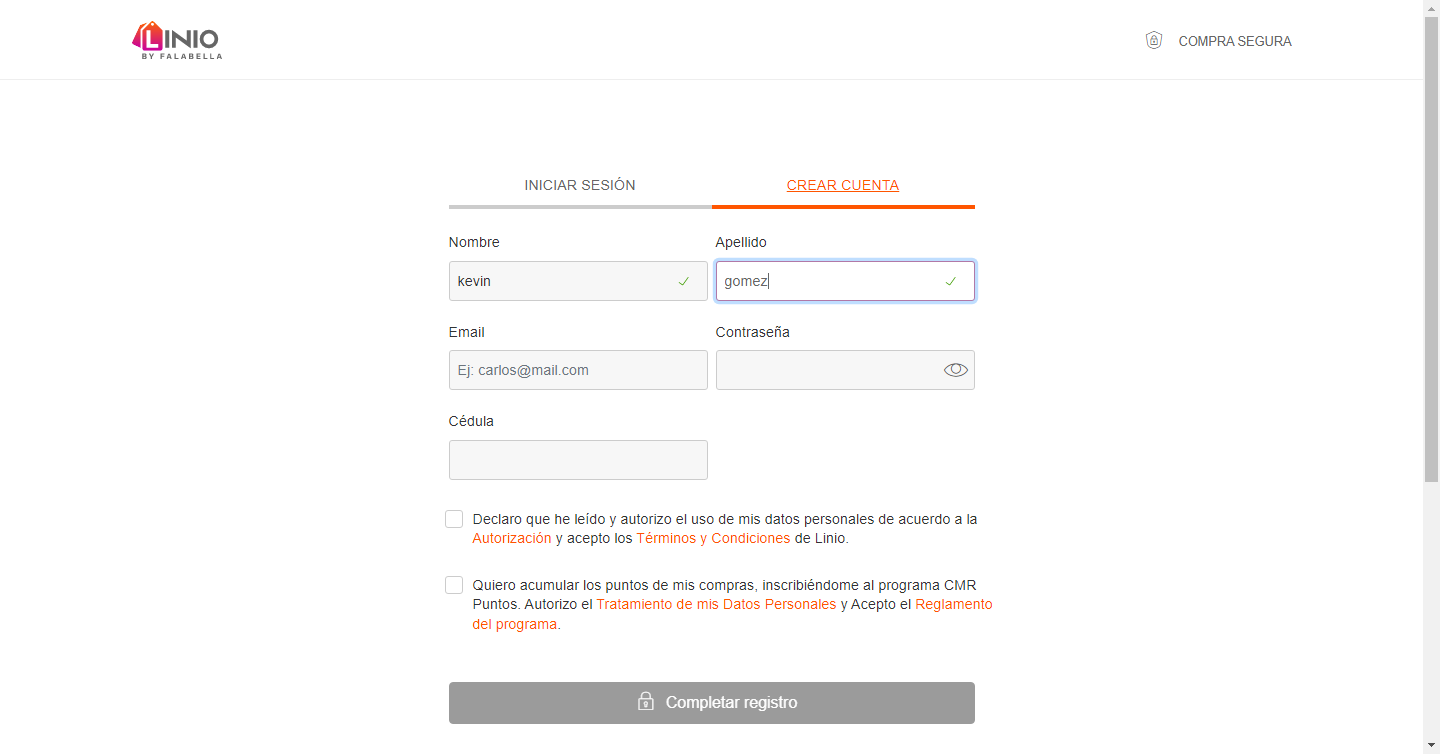 LINIO
BY FALABELLA
COMPRA SEGURA
INICIAR SESIÓN
CREAR CUENTA
Nombre
Apellido
kevin
gomez
Email
Contraseña
Ej: carlos@mail.com
Cédula
Declaro que he leído y autorizo el uso de mis datos personales de acuerdo a la
Autorización y acepto los Términos y Condiciones de Linio.
Quiero acumular los puntos de mis compras, inscribiéndome al programa CMR
Puntos. Autorizo el Tratamiento de mis Datos Personales y Acepto el Reglamento
del programa.
Completar registro